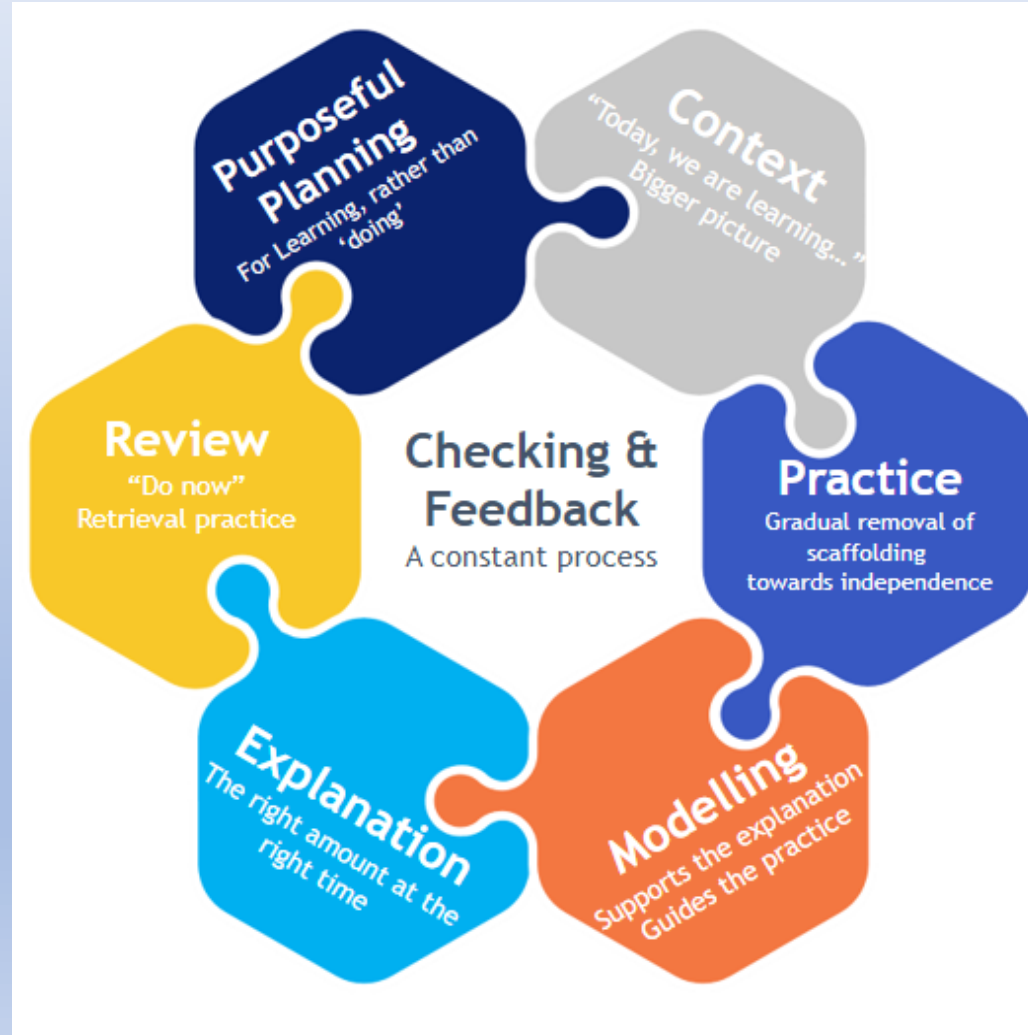 Purposeful
Planning
For Learning, rather than
‘doing’
Context
“Today, we are learning... ”
Bigger picture
Review
“Do now”
Retrieval practice
Checking &
Feedback
A constant process
Practice
Gradual removal of
scaffolding
towards independence
Explanation
The right amount at the
right time
Modelling
Supports the explanation
Guides the practice